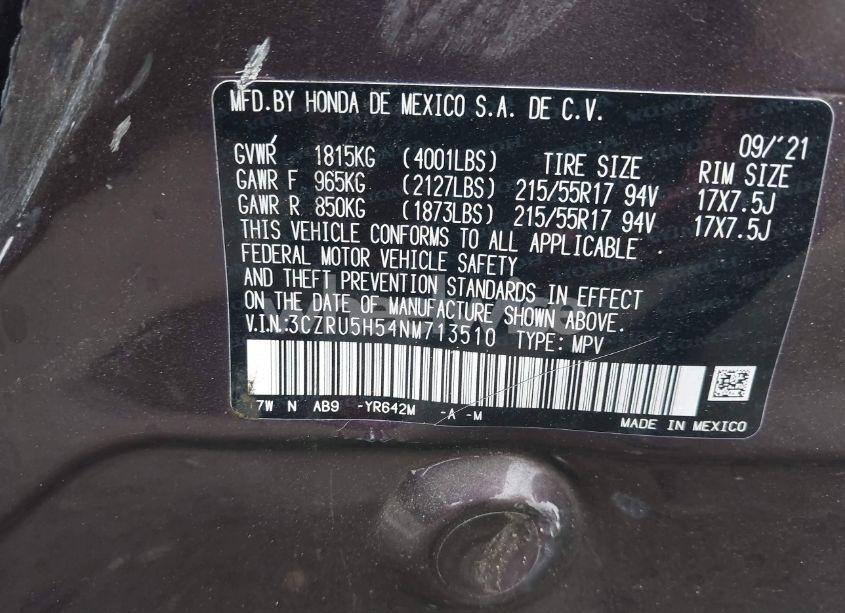 MFD.BY HONDA DE MEXICO S.A. DE C.V.
09/'21
GVWR 1815KG (4001LBS) TIRE SIZE RIM SIZE
GAWR F 965KG (2127LBS) 215/55R17 94V 17X7.5J
GAWR R 850KG (1873LBS) 215/55R17 94V 17X7.5J
THIS VEHICLE CONFORMS TO ALL APPLICABLE
FEDERAL MOTOR VEHICLE SAFETY
AND THEFT PREVENTION STANDARDS IN EFFECT
ON THE DATE OF MANUFACTURE SHOWN ABOVE.
V.I.N:3CZRU5H54NM713510 TYPE: MPV
7W N AB9 -YR642M -A -M
MADE IN MEXICO